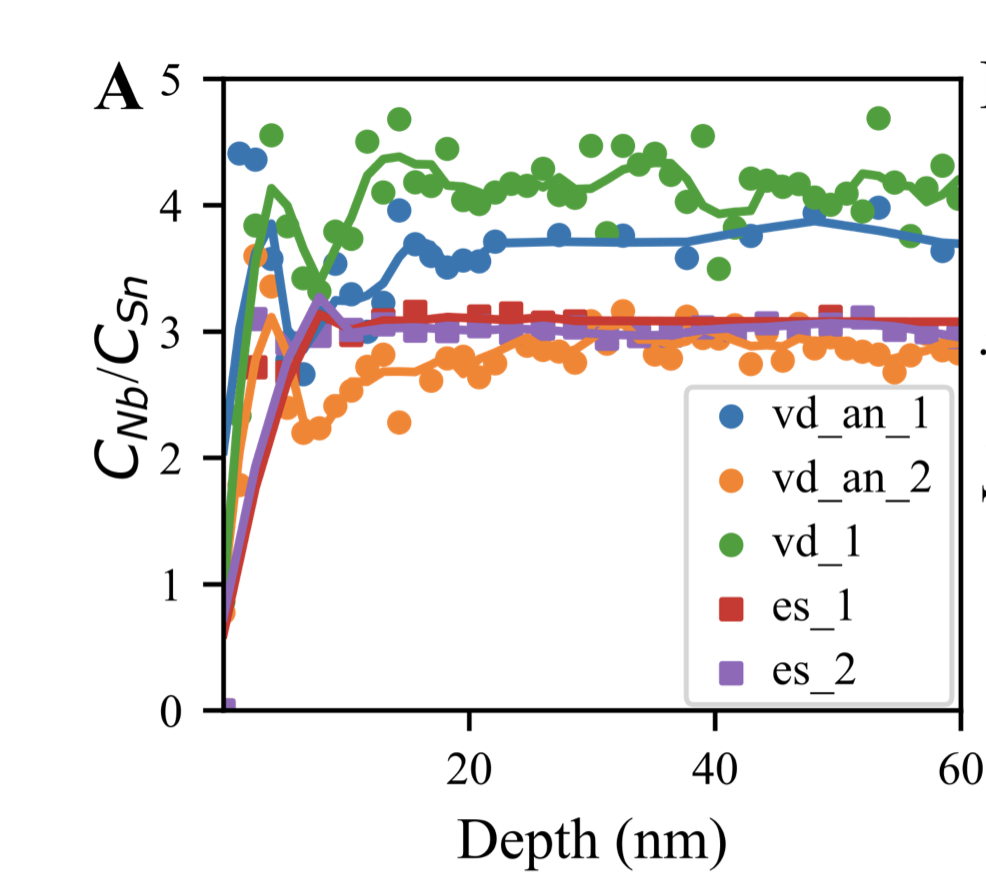 A
5
4
3
2
1
0
C_Nb/C_Sn
vd_an_1
vd_an_2
vd_1
es_1
es_2
20
40
60
Depth (nm)